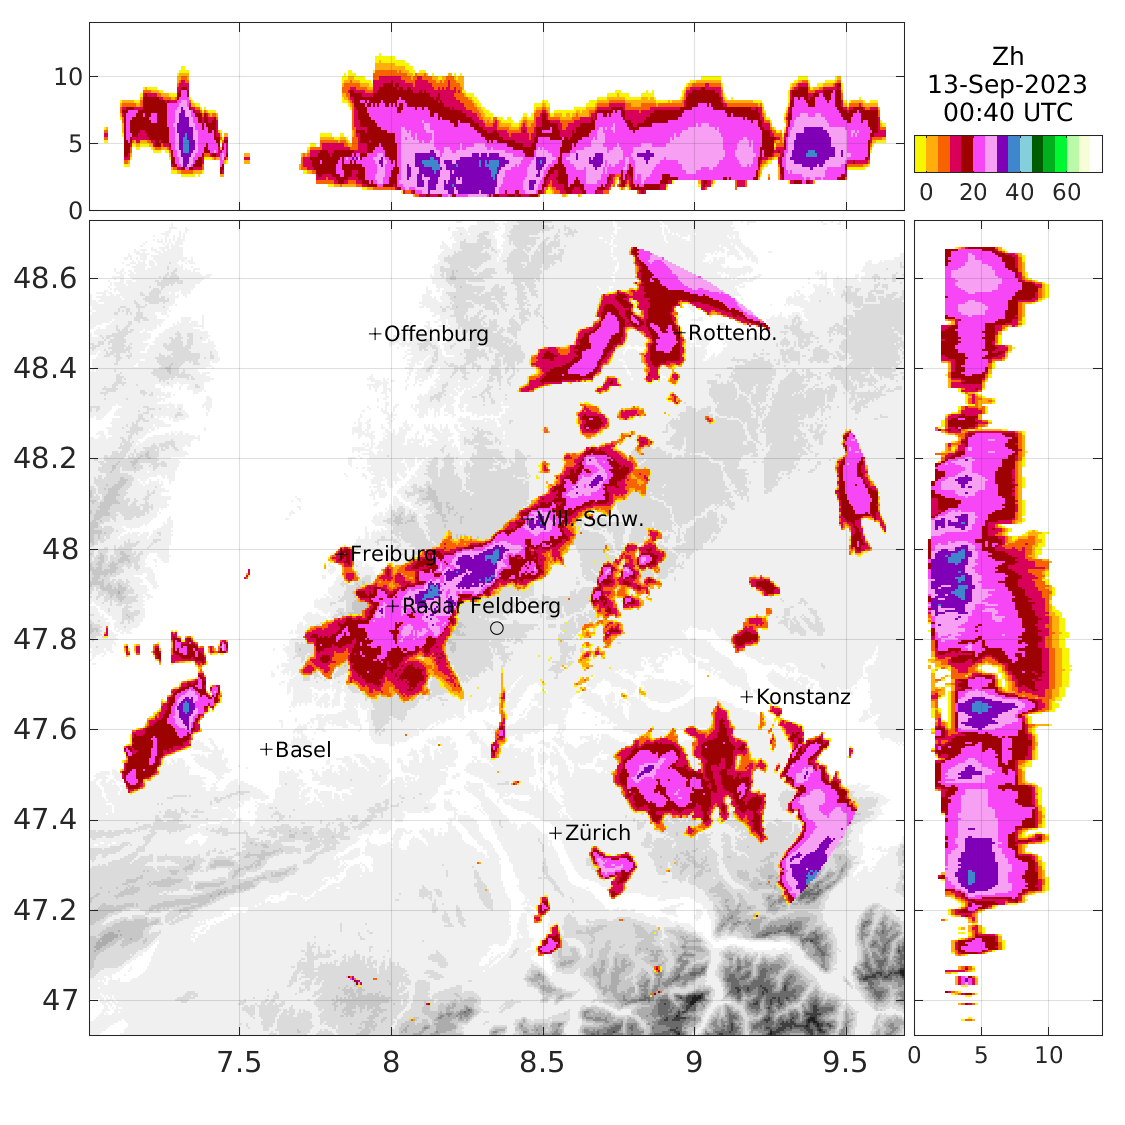 10
5
0
Zh
13-Sep-2023
00:40 UTC
0 20 40 60
48.6
48.4
48.2
48
47.8
47.6
47.4
47.2
47
Offenburg
Rottenb.
Vill.-Schw.
Freiburg
Radar Feldberg
Konstanz
Basel
Zürich
7.5 8 8.5 9 9.5
0 5 10